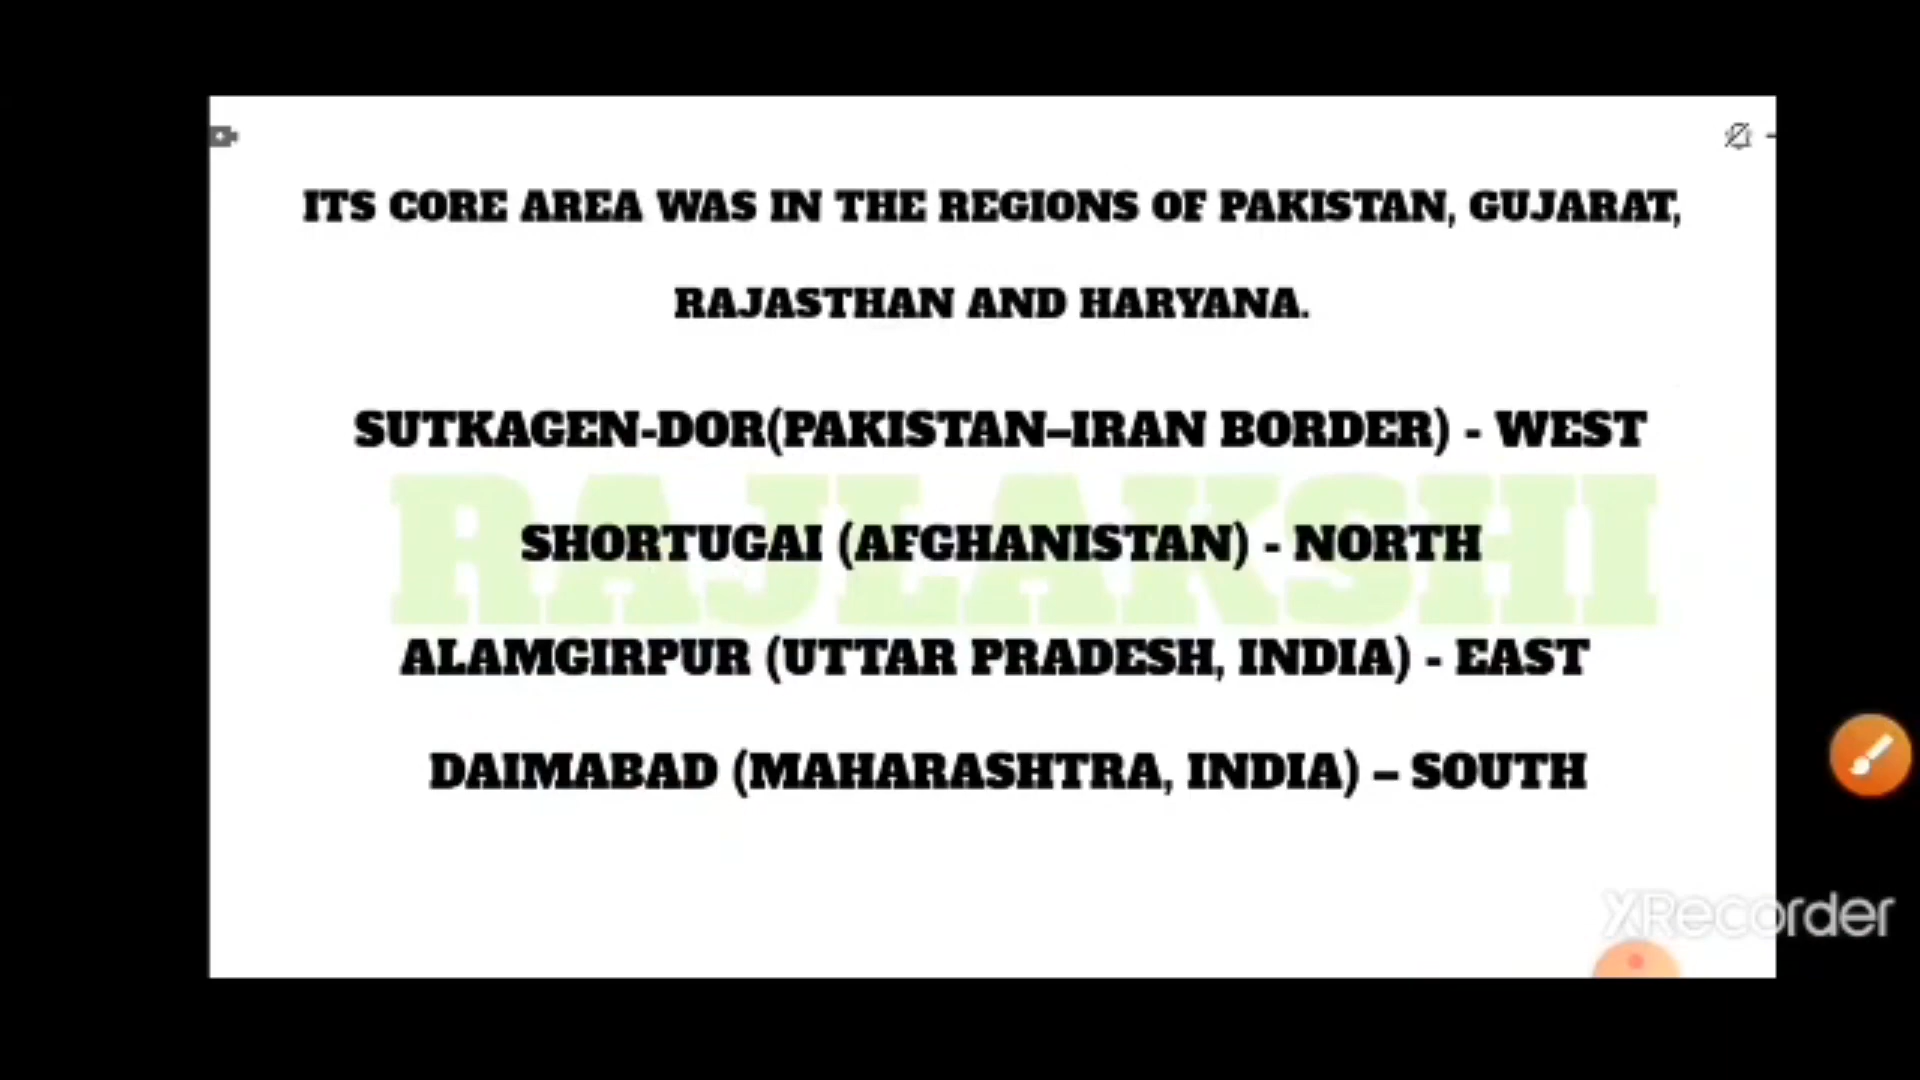 ITS CORE AREA WAS IN THE REGIONS OF PAKISTAN, GUJARAT,
RAJASTHAN AND HARYANA.
SUTKAGEN-DOR(PAKISTAN–IRAN BORDER) - WEST
RAJLAKSHI
SHORTUGAI (AFGHANISTAN) - NORTH
ALAMGIRPUR (UTTAR PRADESH, INDIA) - EAST
DAIMABAD (MAHARASHTRA, INDIA) – SOUTH
XRecorder